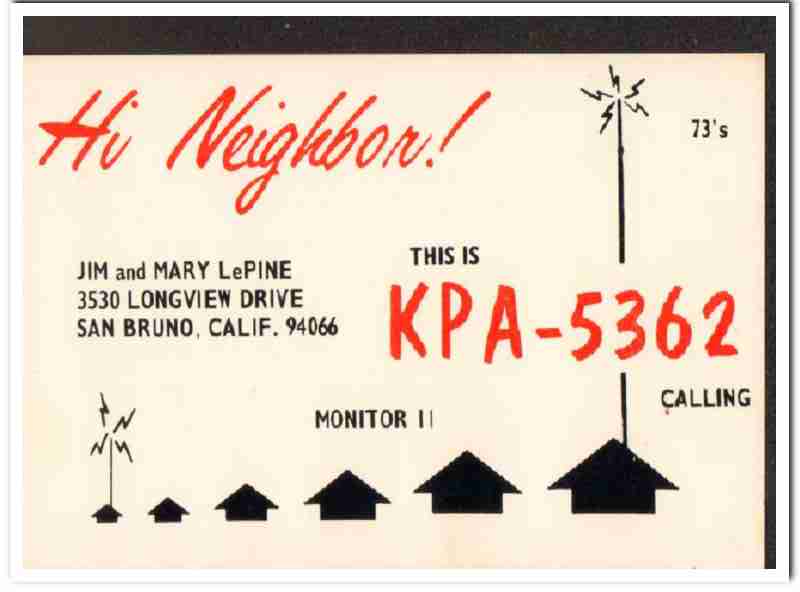 Hi Neighbor!
73's
JIM and MARY LePINE
3530 LONGVIEW DRIVE
SAN BRUNO, CALIF. 94066
THIS IS
KPA-5362
CALLING
MONITOR 11